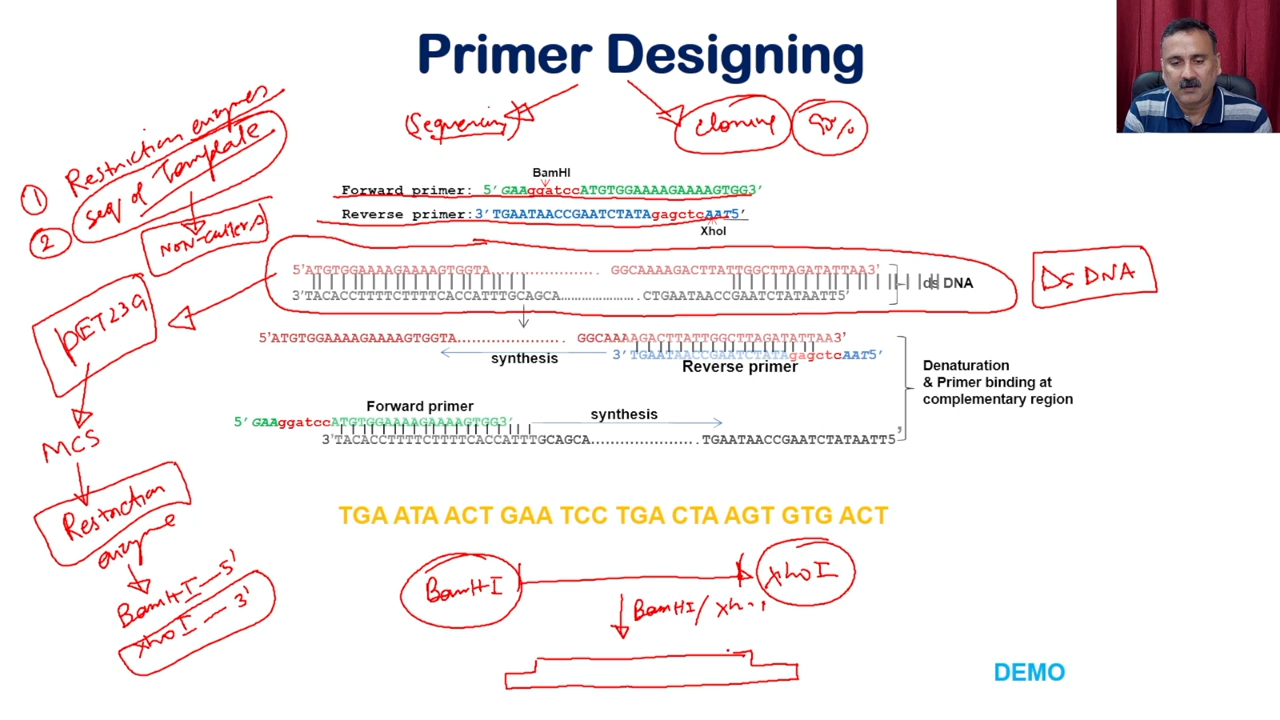 Primer Designing
(Sequencing)
Cloning
90%
① Restriction enzymes
② Seq of Template
NON-cutters
BamHI
Forward primer: 5’GAAggatccATGTGGAAAAGAAAAGTGG3’
Reverse primer:3’TGAATAACCGAATCTATAgagctcAAT5’
XhoI
5’ATGTGGAAAAGAAAAGTGGTA...................... GGCAAAAGACTTATTGGCTTAGATATTAA3’
3’TACACCTTTTCTTTTCACCATTTGCAGCA....................CTGAATAACCGAATCTATAATT5’
ds DNA
Ds DNA
pET23a
5’ATGTGGAAAAGAAAAGTGGTA...................... GGCAAAAGACTTATTGGCTTAGATATTAA3’
synthesis
3’TGAATAACCGAATCTATAgagctcAAT5’
Reverse primer
Denaturation
& Primer binding at
complementary region
Forward primer
synthesis
5’GAAggatccATGTGGAAAAGAAAAGTGG3’
3’TACACCTTTTCTTTTCACCATTTGCAGCA......................TGAATAACCGAATCTATAATT5’
MCS
Restriction
enzyme
BamHI — 5'
XhoI — 3'
TGA ATA ACT GAA TCC TGA CTA AGT GTG ACT
BamHI
XhoI
BamHI/
DEMO